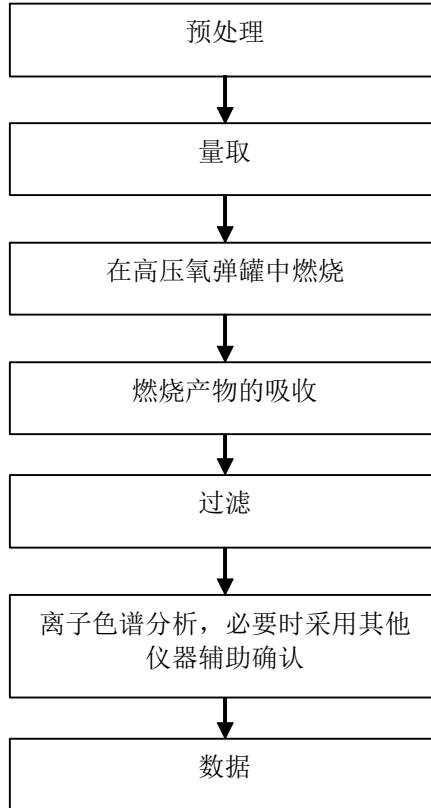 预处理
量取
在高压氧弹罐中燃烧
燃烧产物的吸收
过滤
离子色谱分析，必要时采用其他
仪器辅助确认
数据